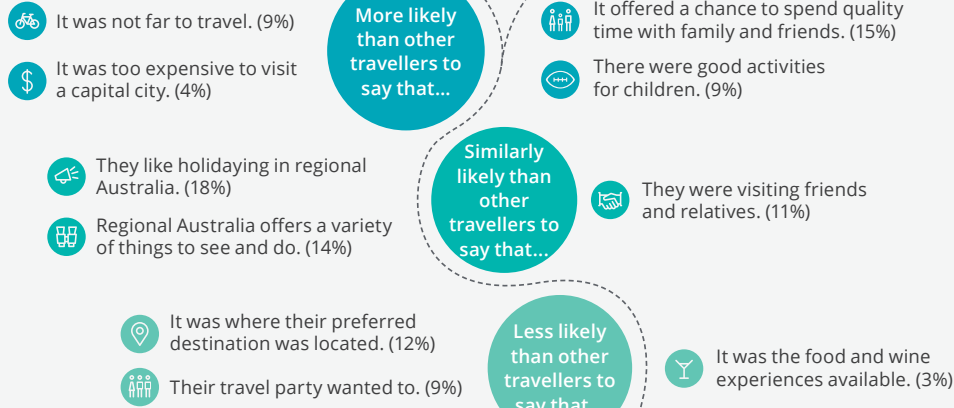 It was not far to travel. (9%)
It was too expensive to visit
a capital city. (4%)
More likely
than other
travellers to
say that...
It offered a chance to spend quality
time with family and friends. (15%)
There were good activities
for children. (9%)
They like holidaying in regional
Australia. (18%)
Regional Australia offers a variety
of things to see and do. (14%)
Similarly
likely than
other
travellers to
say that...
They were visiting friends
and relatives. (11%)
It was where their preferred
destination was located. (12%)
Their travel party wanted to. (9%)
Less likely
than other
travellers to
say that
It was the food and wine
experiences available. (3%)